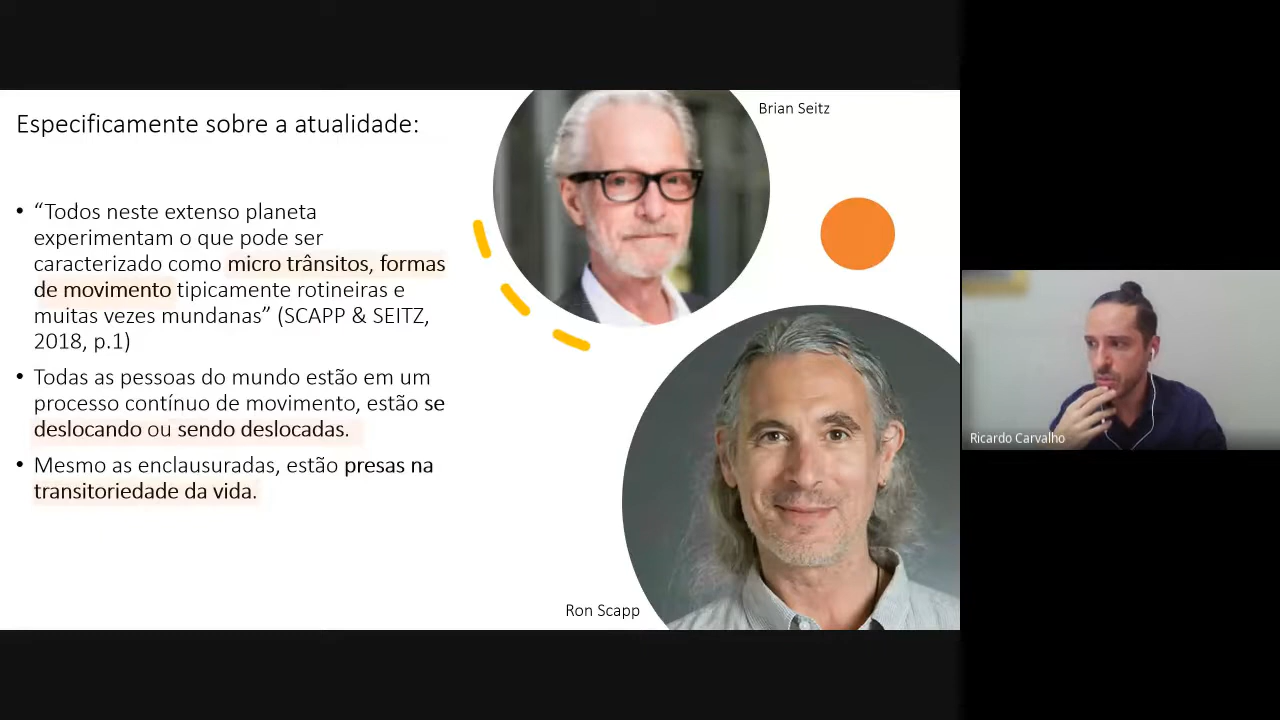 Especificamente sobre a atualidade:
• “Todos neste extenso planeta
experimentam o que pode ser
caracterizado como micro trânsitos, formas
de movimento tipicamente rotineiras e
muitas vezes mundanas” (SCAPP & SEITZ,
2018, p.1)
• Todas as pessoas do mundo estão em um
processo contínuo de movimento, estão se
deslocando ou sendo deslocadas.
• Mesmo as enclausuradas, estão presas na
transitoriedade da vida.
Brian Seitz
Ron Scapp
Ricardo Carvalho